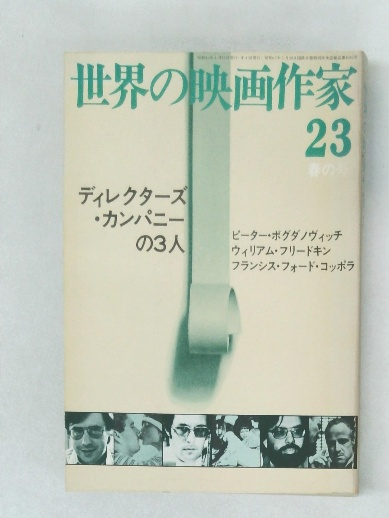 世界の映画作家
23
春の号
ディレクターズ
・カンパニー
の3人
ピーター・ボグダノヴィッチ
ウィリアム・フリードキン
フランシス・フォード・コッポラ